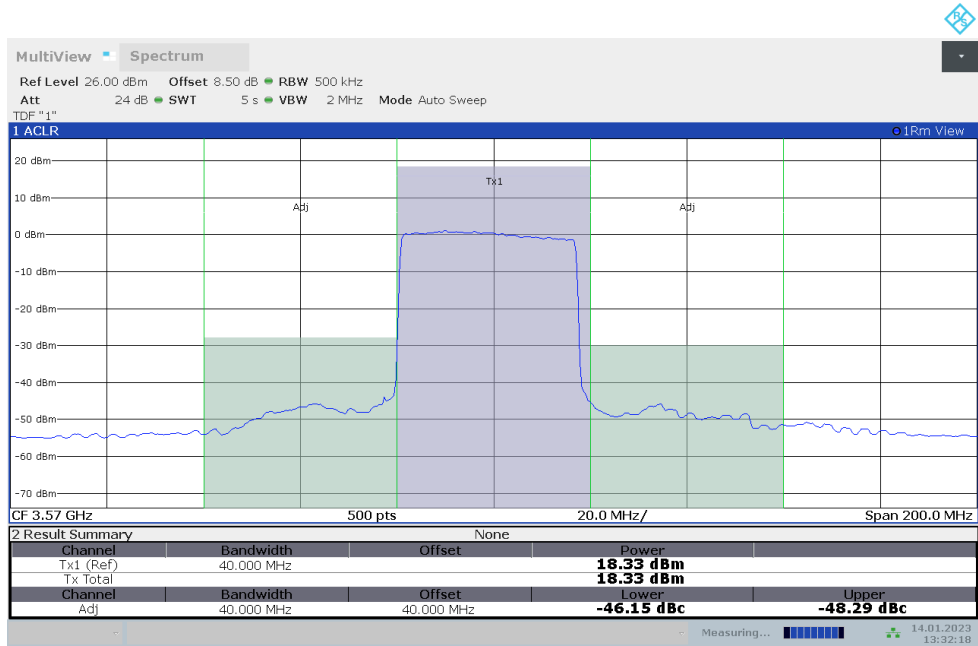 R&S
MultiView Spectrum
Ref Level 26.00 dBm Offset 8.50 dB RBW 500 kHz
Att 24 dB SWT 5 s VBW 2 MHz Mode Auto Sweep
TDF "1"
1 ACLR 1Rm View
20 dBm
Tx1
10 dBm
Adj Adj
0 dBm
-10 dBm
-20 dBm
-30 dBm
-40 dBm
-50 dBm
-60 dBm
-70 dBm
CF 3.57 GHz 500 pts 20.0 MHz/ Span 200.0 MHz
2 Result Summary None
Channel Bandwidth Offset Power
Tx1 (Ref) 40.000 MHz 18.33 dBm
Tx Total 18.33 dBm
Channel Bandwidth Offset Lower Upper
Adj 40.000 MHz 40.000 MHz -46.15 dBc -48.29 dBc
Measuring... 14.01.2023
13:32:18